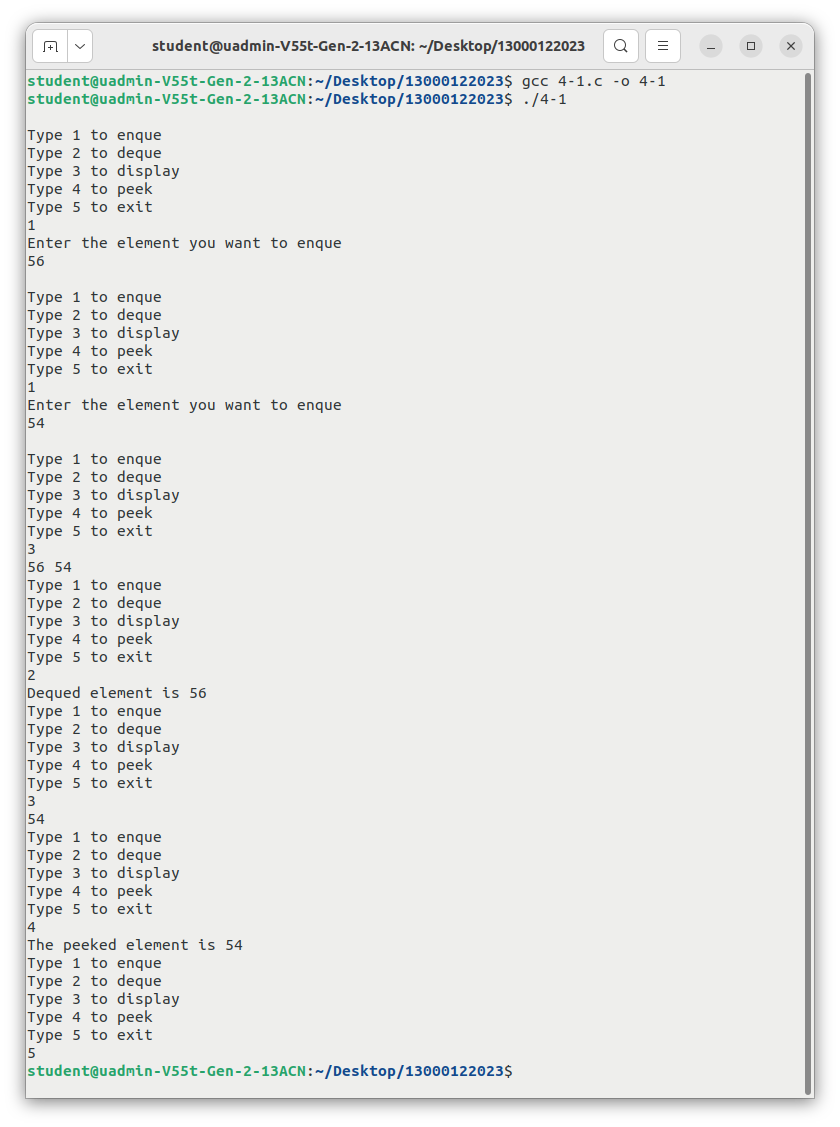 student@uadmin-V55t-Gen-2-13ACN: ~/Desktop/13000122023
student@uadmin-V55t-Gen-2-13ACN:~/Desktop/13000122023$ gcc 4-1.c -o 4-1
student@uadmin-V55t-Gen-2-13ACN:~/Desktop/13000122023$ ./4-1
Type 1 to enque
Type 2 to deque
Type 3 to display
Type 4 to peek
Type 5 to exit
1
Enter the element you want to enque
56
Type 1 to enque
Type 2 to deque
Type 3 to display
Type 4 to peek
Type 5 to exit
1
Enter the element you want to enque
54
Type 1 to enque
Type 2 to deque
Type 3 to display
Type 4 to peek
Type 5 to exit
3
56 54
Type 1 to enque
Type 2 to deque
Type 3 to display
Type 4 to peek
Type 5 to exit
2
Dequed element is 56
Type 1 to enque
Type 2 to deque
Type 3 to display
Type 4 to peek
Type 5 to exit
3
54
Type 1 to enque
Type 2 to deque
Type 3 to display
Type 4 to peek
Type 5 to exit
4
The peeked element is 54
Type 1 to enque
Type 2 to deque
Type 3 to display
Type 4 to peek
Type 5 to exit
5
student@uadmin-V55t-Gen-2-13ACN:~/Desktop/13000122023$